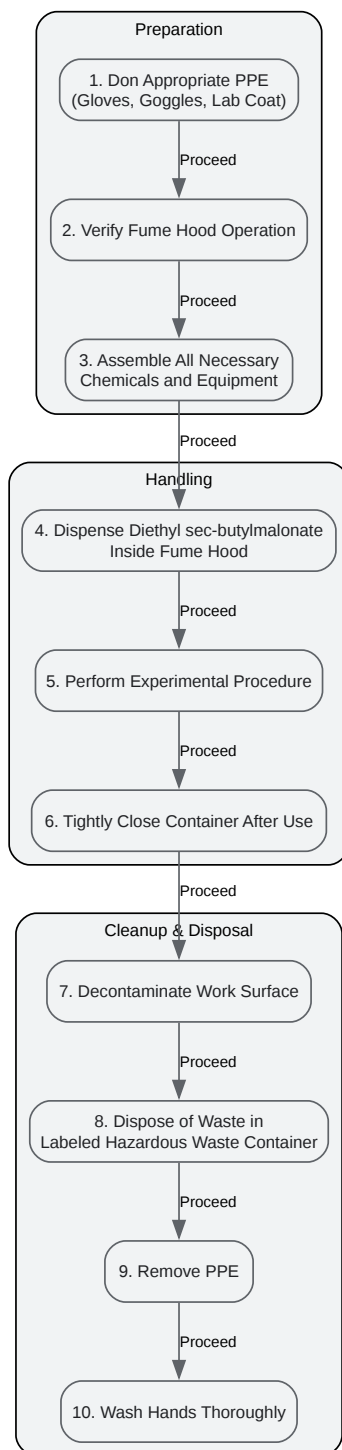 Preparation
1. Don Appropriate PPE
(Gloves, Goggles, Lab Coat)
Proceed
2. Verify Fume Hood Operation
Proceed
3. Assemble All Necessary
Chemicals and Equipment
Proceed
Handling
4. Dispense Diethyl sec-butylmalonate
Inside Fume Hood
Proceed
5. Perform Experimental Procedure
Proceed
6. Tightly Close Container After Use
Proceed
Cleanup & Disposal
7. Decontaminate Work Surface
Proceed
8. Dispose of Waste in
Labeled Hazardous Waste Container
Proceed
9. Remove PPE
Proceed
10. Wash Hands Thoroughly